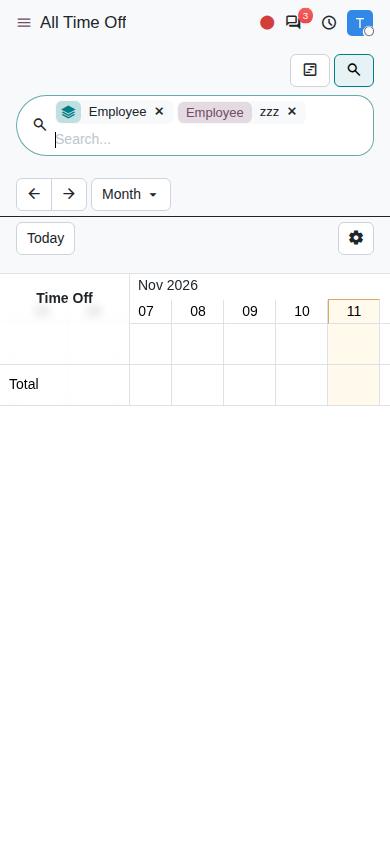 All Time Off
3
T
Employee ×
Employee zzz ×
Search...
Month
Today
Nov 2026
Time Off
07 08 09 10 11
Total